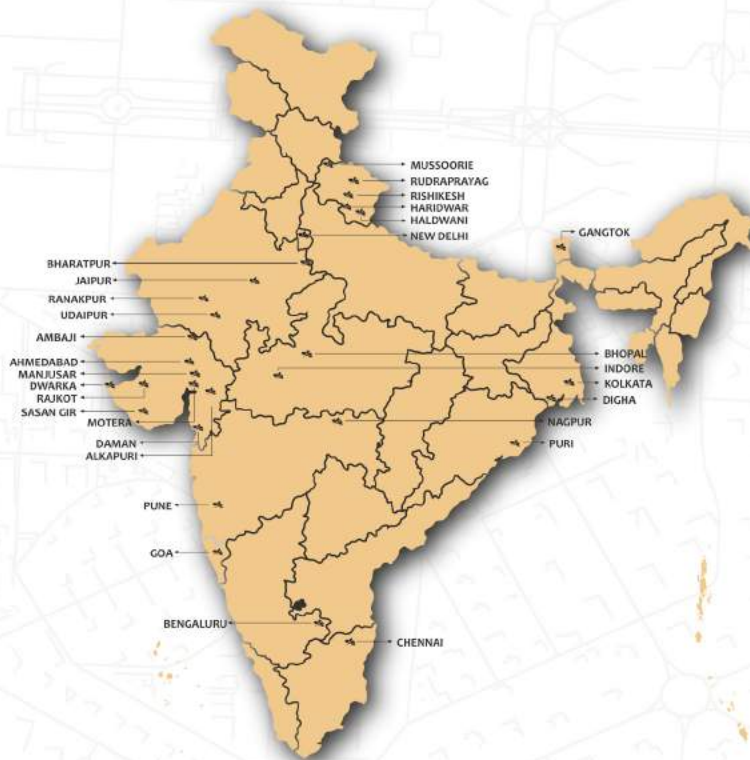 MUSSOORIE
RUDRAPRAYAG
RISHIKESH
HARIDWAR
HALDWANI
NEW DELHI
GANGTOK
BHARATPUR
JAIPUR
RANAKPUR
UDAIPUR
AMBAJI
AHMEDABAD
MANJUSAR
DWARKA
RAJKOT
SASAN GIR
MOTERA
DAMAN
ALKAPURI
BHOPAL
INDORE
KOLKATA
DIGHA
NAGPUR
PURI
PUNE
GOA
BENGALURU
CHENNAI